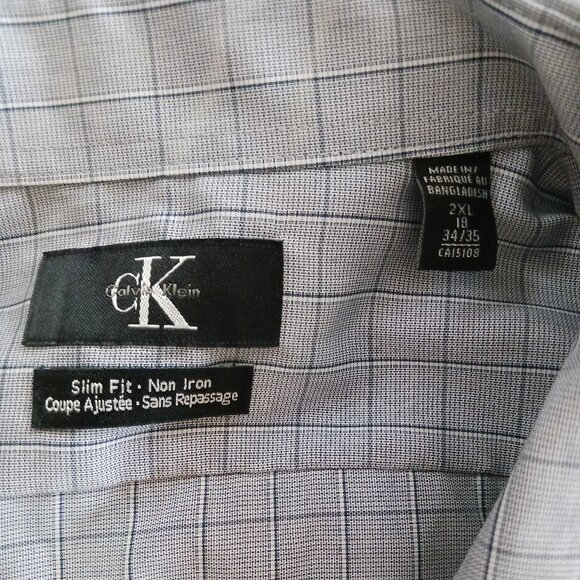 CK
Calvin Klein
Slim Fit · Non Iron
Coupe Ajustée · Sans Repassage
MADE IN/
FABRIQUÉ AU
BANGLADESH
2XL
18
34/35
CA15108